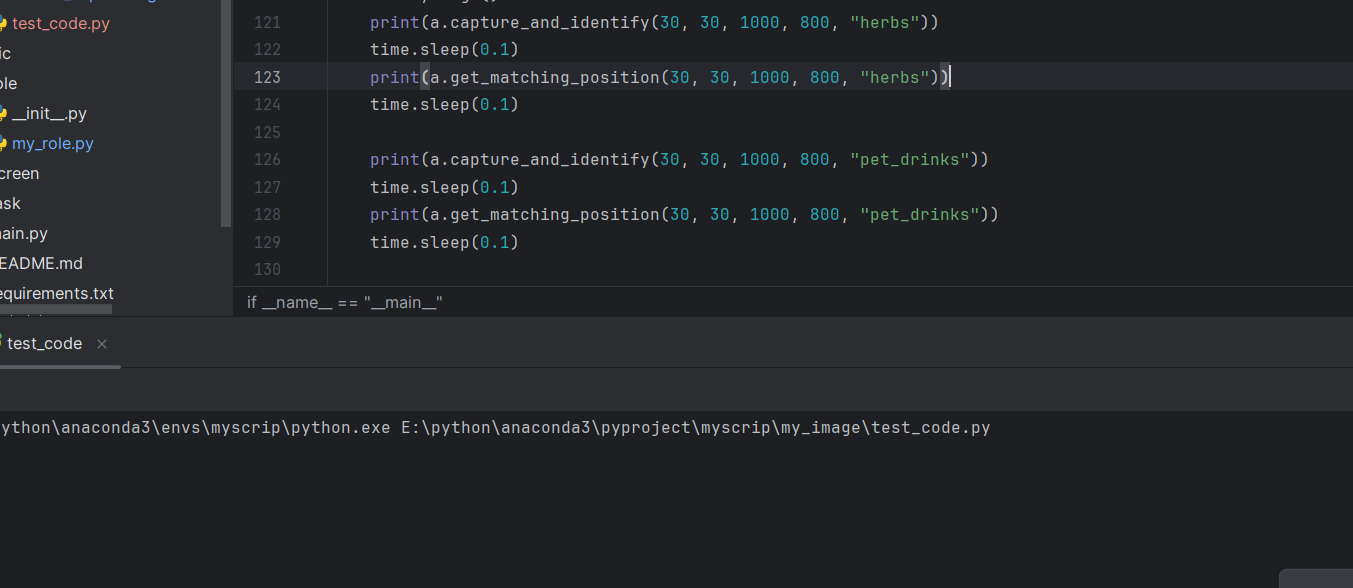 test_code.py
ic
ole
__init__.py
my_role.py
creen
ask
ain.py
EADME.md
equirements.txt
121 print(a.capture_and_identify(30, 30, 1000, 800, "herbs"))
122 time.sleep(0.1)
123 print(a.get_matching_position(30, 30, 1000, 800, "herbs"))
124 time.sleep(0.1)
125
126 print(a.capture_and_identify(30, 30, 1000, 800, "pet_drinks"))
127 time.sleep(0.1)
128 print(a.get_matching_position(30, 30, 1000, 800, "pet_drinks"))
129 time.sleep(0.1)
130
if __name__ == "__main__"
test_code ×
ython\anaconda3\envs\myscrip\python.exe E:\python\anaconda3\pyproject\myscrip\my_image\test_code.py